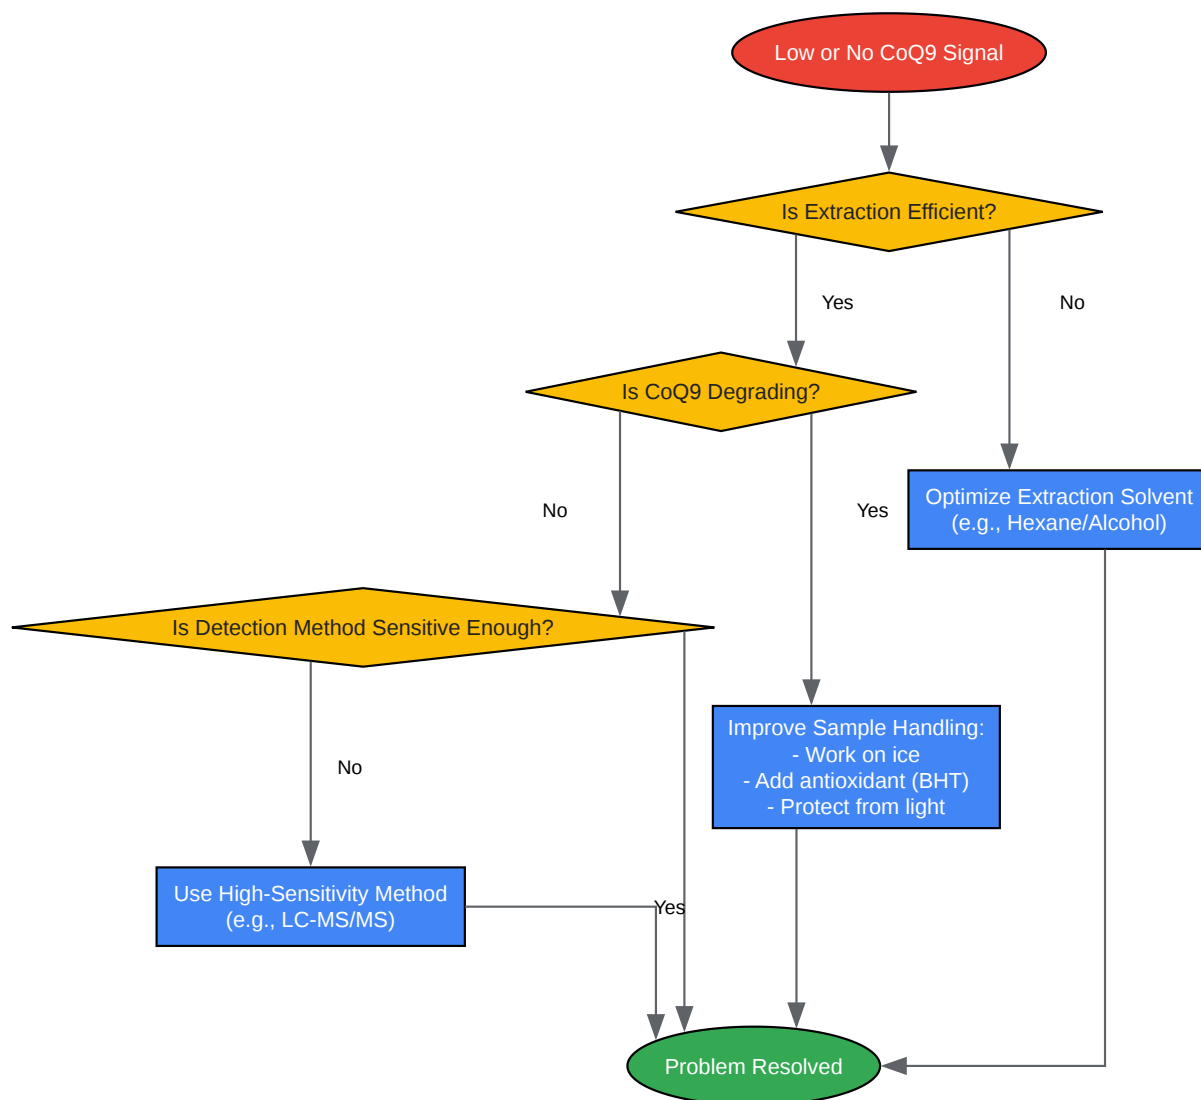 Low or No CoQ9 Signal
Is Extraction Efficient?
Yes
No
Is CoQ9 Degrading?
Optimize Extraction Solvent
(e.g., Hexane/Alcohol)
No
Yes
Is Detection Method Sensitive Enough?
Improve Sample Handling:
- Work on ice
- Add antioxidant (BHT)
- Protect from light
No
Use High-Sensitivity Method
(e.g., LC-MS/MS)
Yes
Problem Resolved